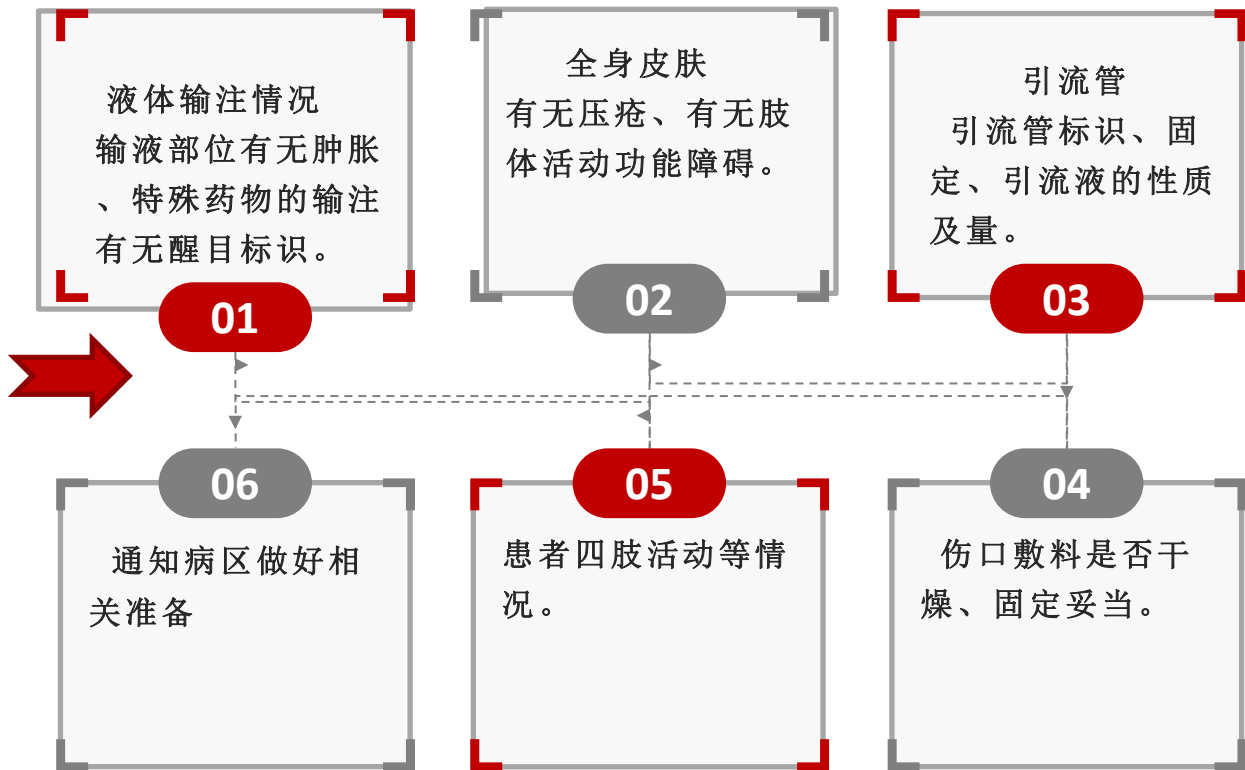 液体输注情况
输液部位有无肿胀
、特殊药物的输注
有无醒目标识。
01
全身皮肤
有无压疮、有无肢
体活动功能障碍。
02
引流管
引流管标识、固
定、引流液的性质
及量。
03
06
通知病区做好相
关准备
05
患者四肢活动等情
况。
04
伤口敷料是否干
燥、固定妥当。